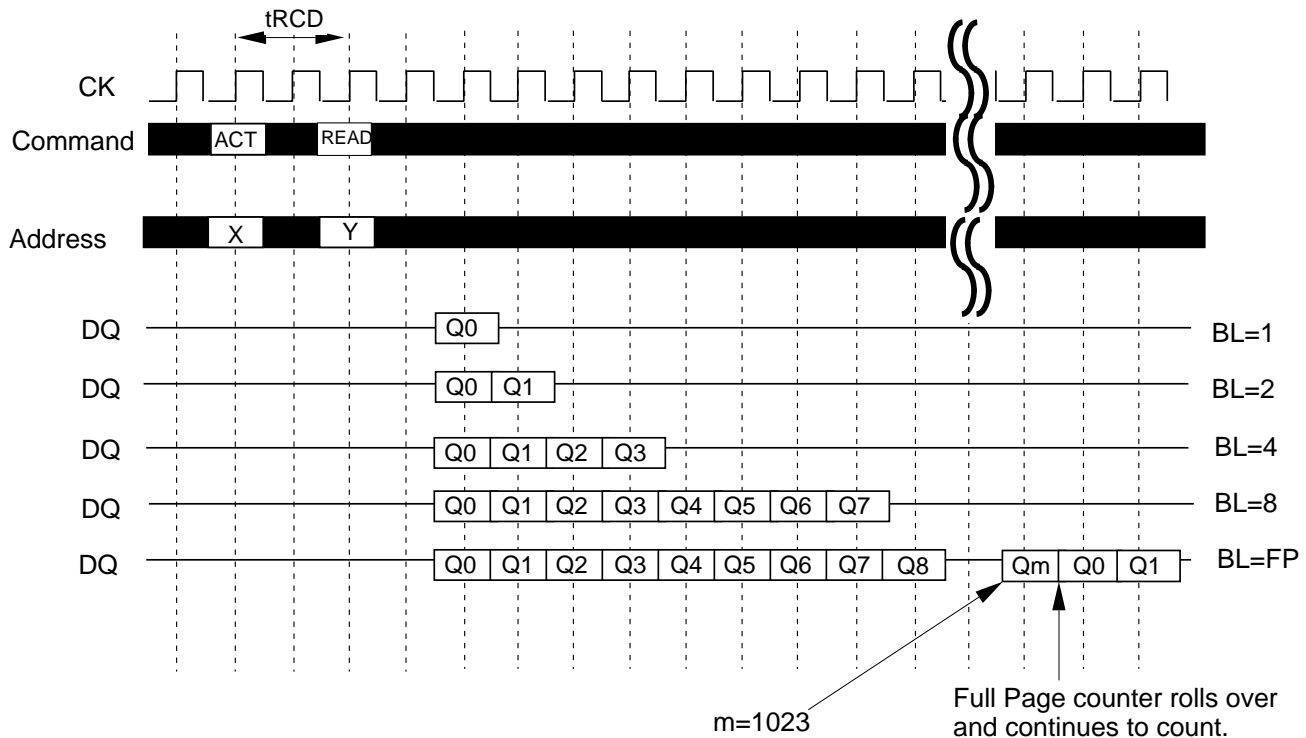 tRCD
CK
Command ACT READ
Address X Y
DQ Q0 BL=1
DQ Q0 Q1 BL=2
DQ Q0 Q1 Q2 Q3 BL=4
DQ Q0 Q1 Q2 Q3 Q4 Q5 Q6 Q7 BL=8
DQ Q0 Q1 Q2 Q3 Q4 Q5 Q6 Q7 Q8 Qm Q0 Q1 BL=FP
m=1023
Full Page counter rolls over
and continues to count.